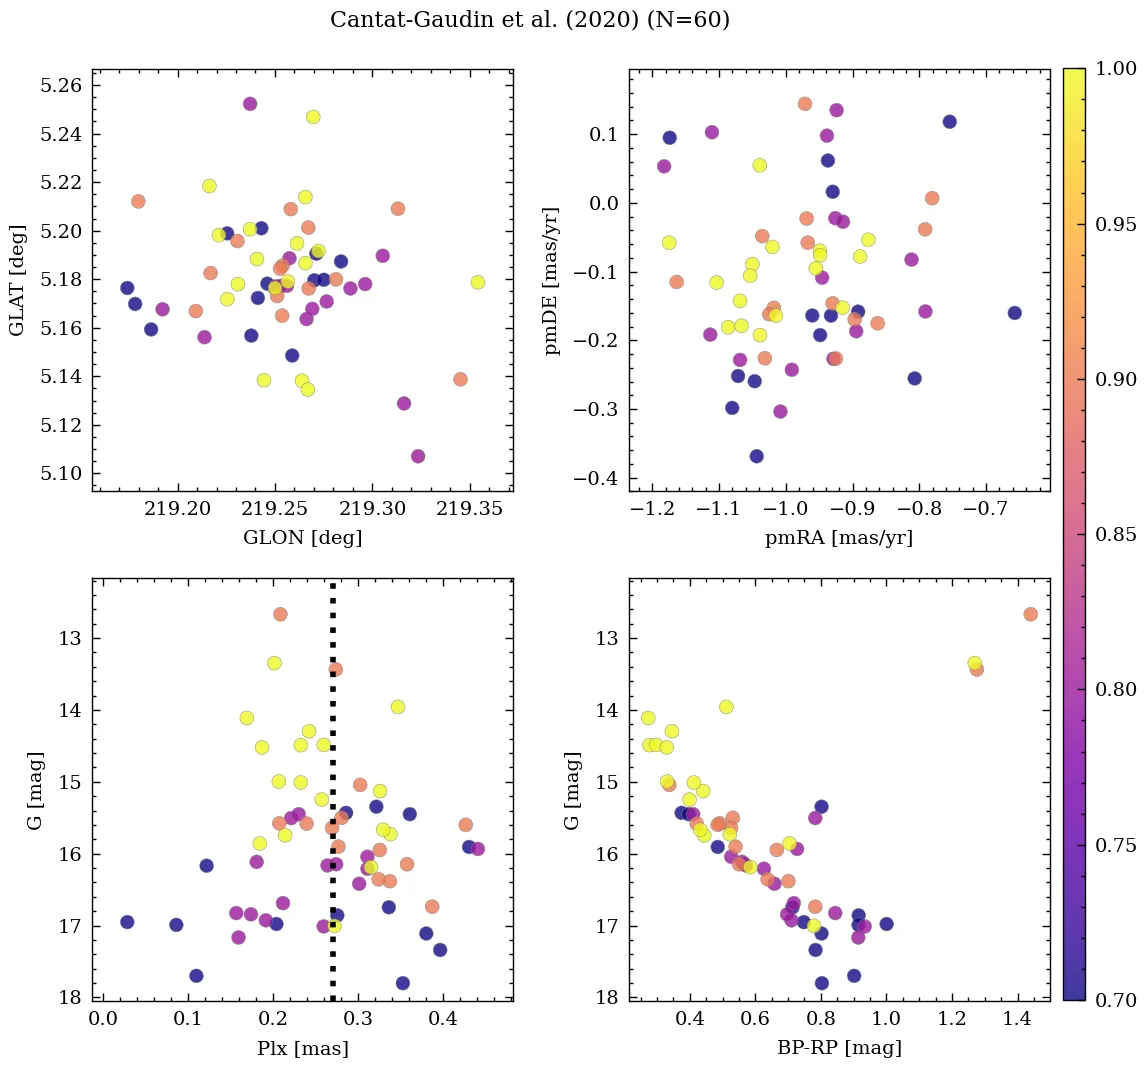 Cantat-Gaudin et al. (2020) (N=60)
5.26
5.24
5.22
5.20
5.18
5.16
5.14
5.12
5.10
GLAT [deg]
219.20 219.25 219.30 219.35
GLON [deg]
0.1
0.0
−0.1
−0.2
−0.3
−0.4
pmDE [mas/yr]
−1.2 −1.1 −1.0 −0.9 −0.8 −0.7
pmRA [mas/yr]
13
14
15
16
17
18
G [mag]
0.0 0.1 0.2 0.3 0.4
Plx [mas]
13
14
15
16
17
18
G [mag]
0.4 0.6 0.8 1.0 1.2 1.4
BP-RP [mag]
1.00
0.95
0.90
0.85
0.80
0.75
0.70